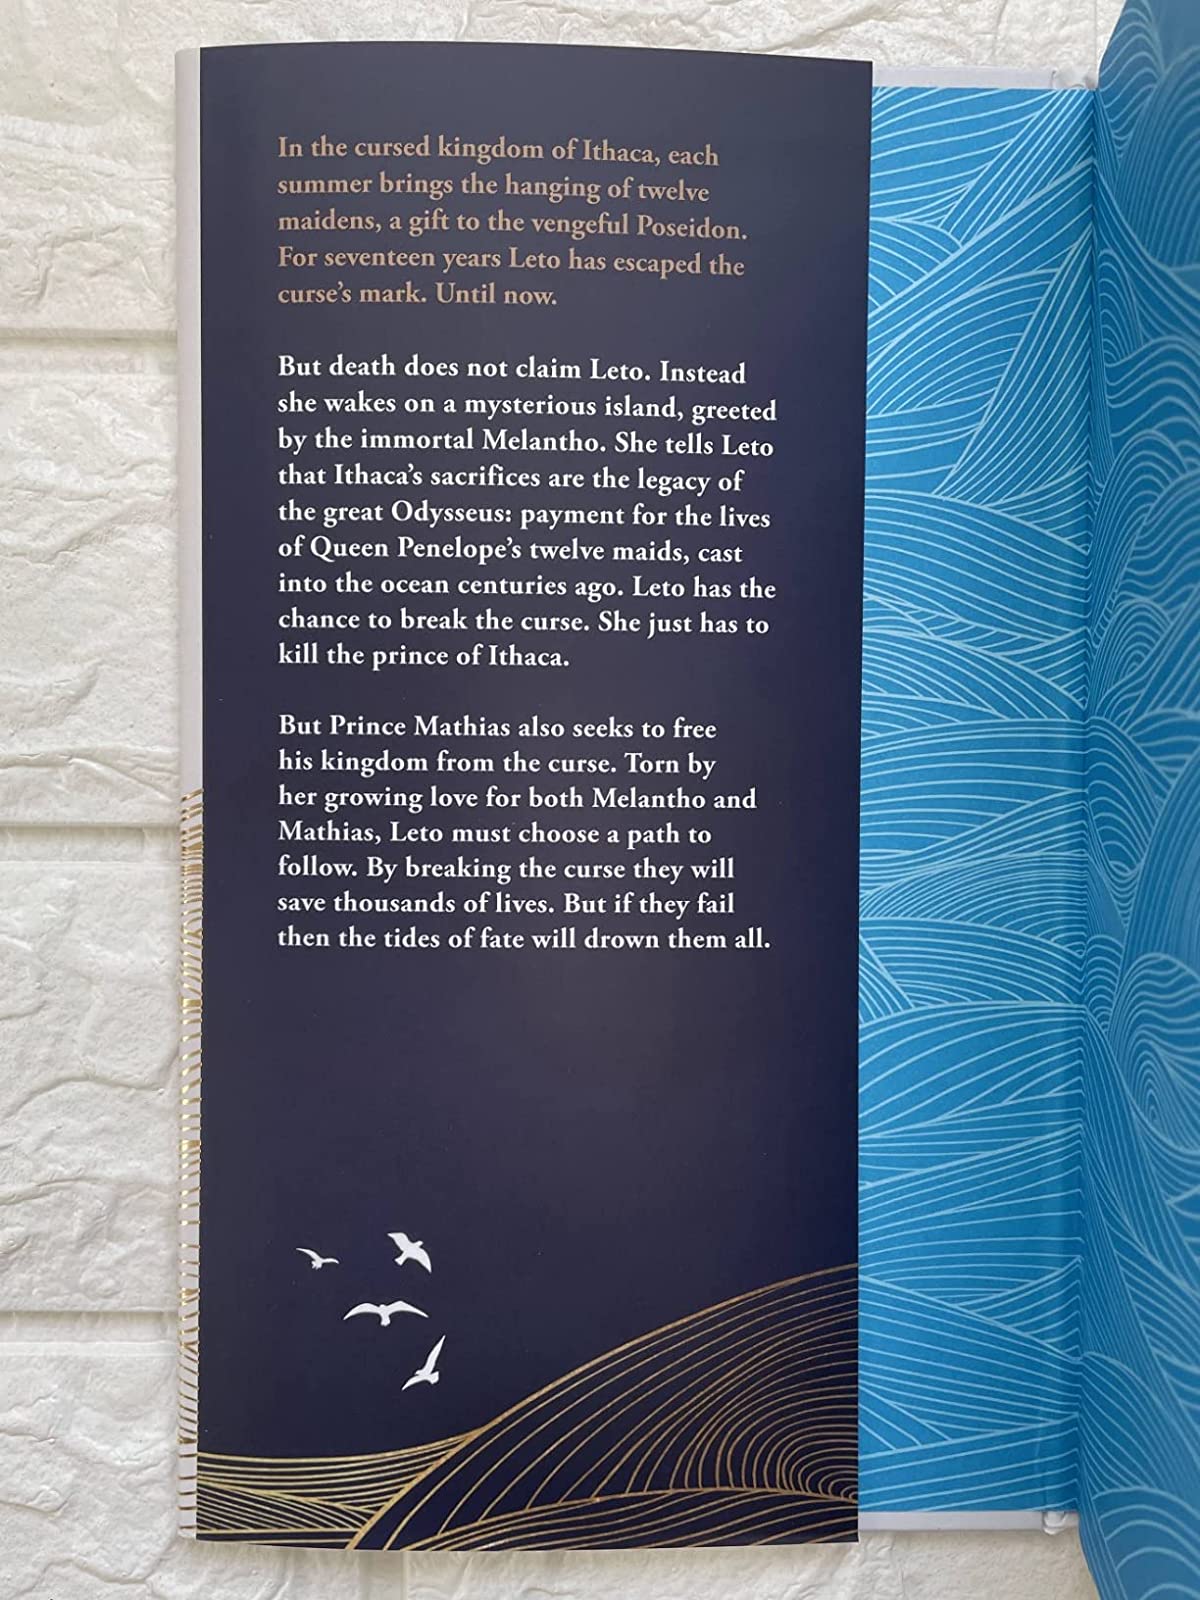 In the cursed kingdom of Ithaca, each
summer brings the hanging of twelve
maidens, a gift to the vengeful Poseidon.
For seventeen years Leto has escaped the
curse's mark. Until now.
But death does not claim Leto. Instead
she wakes on a mysterious island, greeted
by the immortal Melantho. She tells Leto
that Ithaca's sacrifices are the legacy of
the great Odysseus: payment for the lives
of Queen Penelope's twelve maids, cast
into the ocean centuries ago. Leto has the
chance to break the curse. She just has to
kill the prince of Ithaca.
But Prince Mathias also seeks to free
his kingdom from the curse. Torn by
her growing love for both Melantho and
Mathias, Leto must choose a path to
follow. By breaking the curse they will
save thousands of lives. But if they fail
then the tides of fate will drown them all.